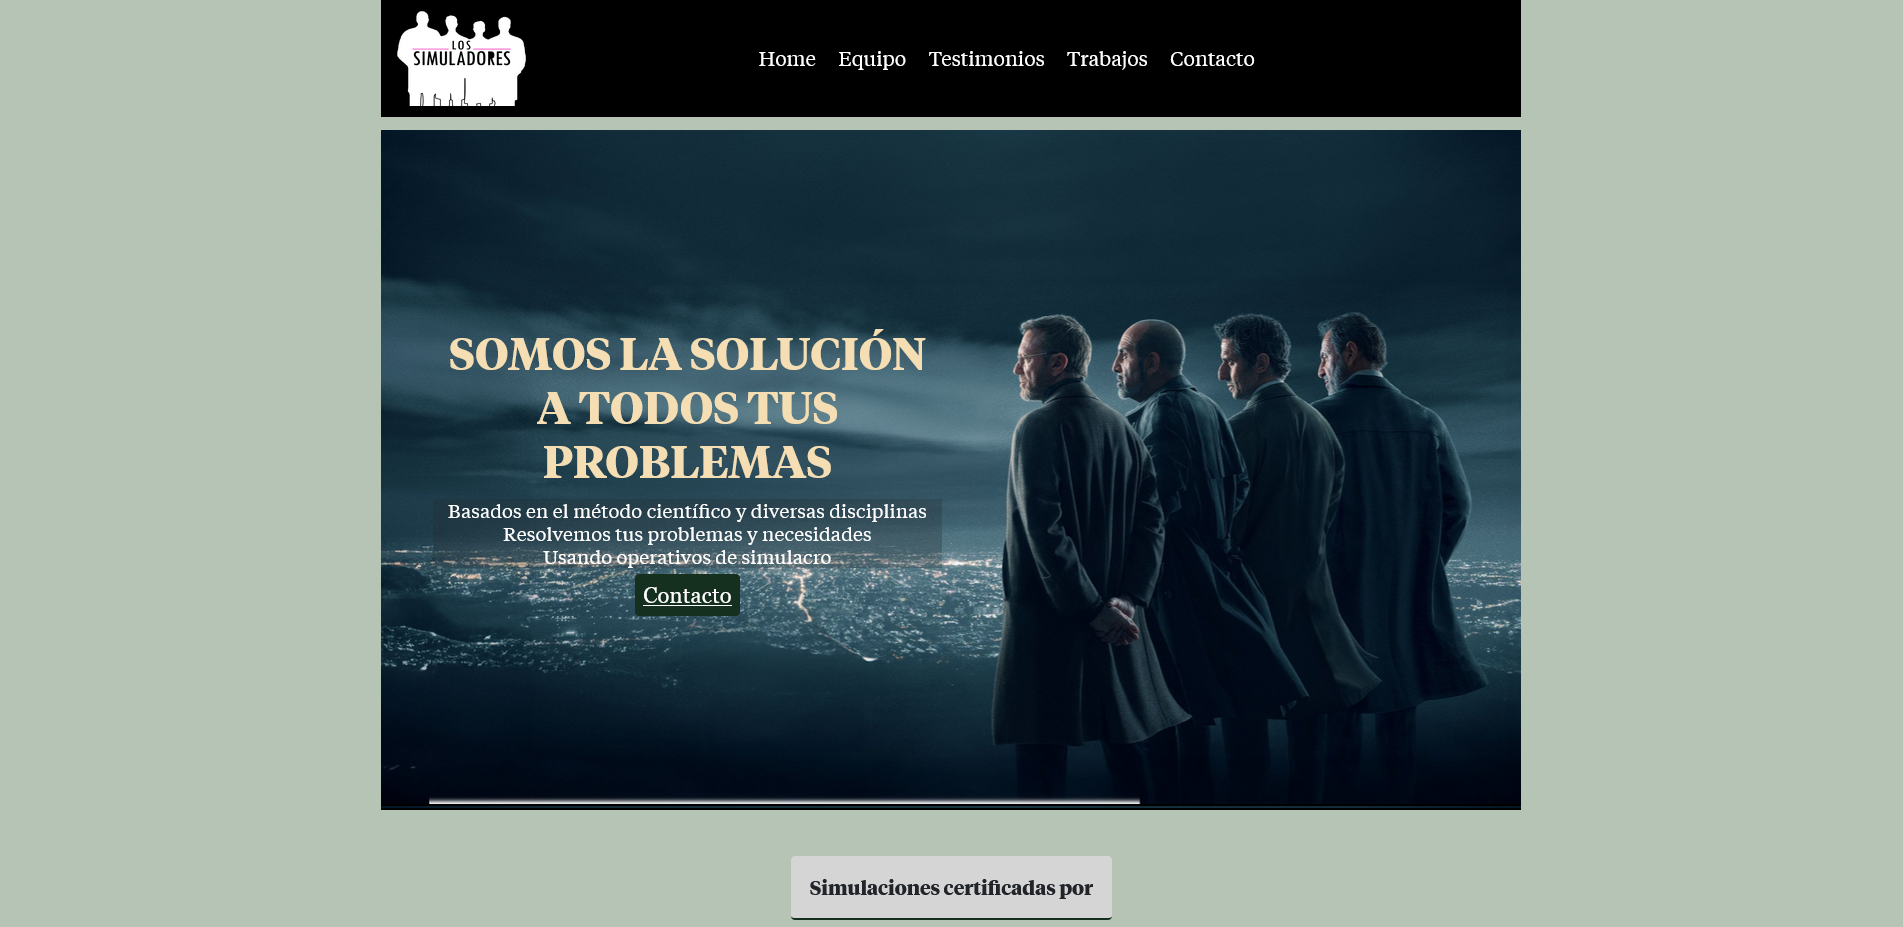 LOS
SIMULADORES
Home Equipo Testimonios Trabajos Contacto
SOMOS LA SOLUCIÓN
A TODOS TUS
PROBLEMAS
Basados en el método científico y diversas disciplinas
Resolvemos tus problemas y necesidades
Usando operativos de simulacro
Contacto
Simulaciones certificadas por